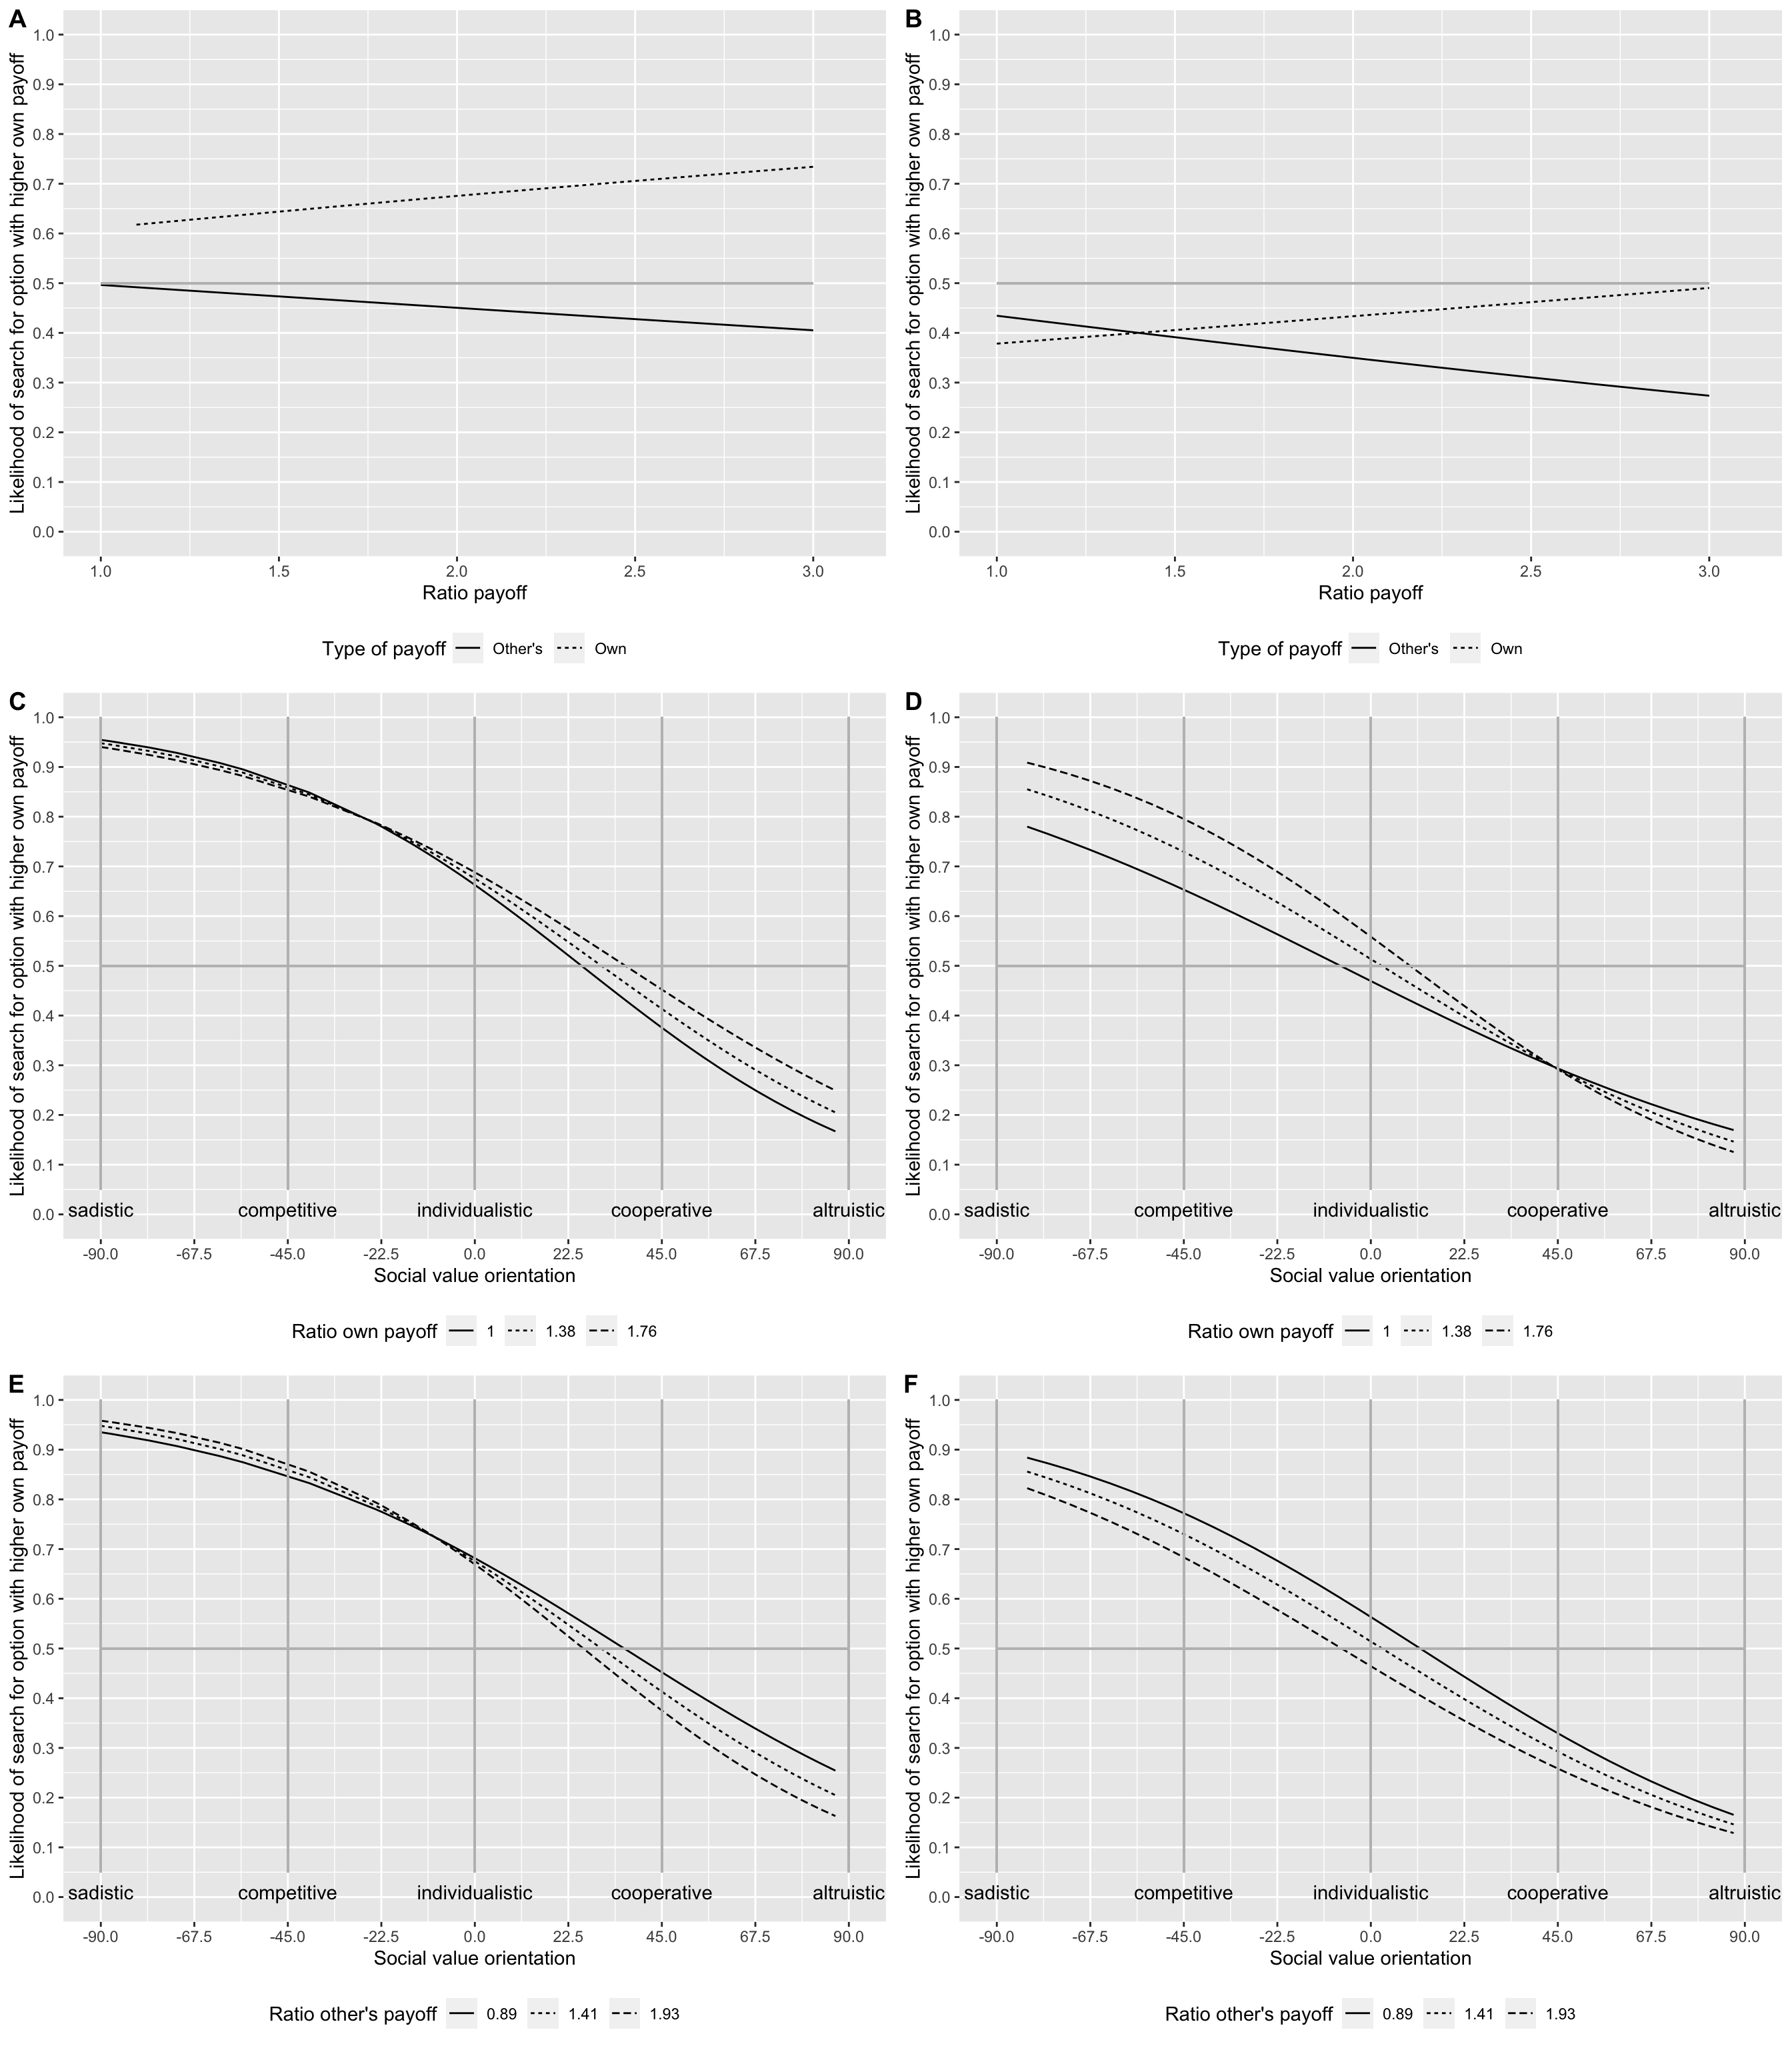 A
Likelihood of search for option with higher own payoff
1.0
0.9
0.8
0.7
0.6
0.5
0.4
0.3
0.2
0.1
0.0
1.0 1.5 2.0 2.5 3.0
Ratio payoff
Type of payoff Other's Own
B
Likelihood of search for option with higher own payoff
1.0
0.9
0.8
0.7
0.6
0.5
0.4
0.3
0.2
0.1
0.0
1.0 1.5 2.0 2.5 3.0
Ratio payoff
Type of payoff Other's Own
C
Likelihood of search for option with higher own payoff
1.0
0.9
0.8
0.7
0.6
0.5
0.4
0.3
0.2
0.1
0.0
sadistic competitive individualistic cooperative altruistic
-90.0 -67.5 -45.0 -22.5 0.0 22.5 45.0 67.5 90.0
Social value orientation
Ratio own payoff 1 1.38 1.76
D
Likelihood of search for option with higher own payoff
1.0
0.9
0.8
0.7
0.6
0.5
0.4
0.3
0.2
0.1
0.0
sadistic competitive individualistic cooperative altruistic
-90.0 -67.5 -45.0 -22.5 0.0 22.5 45.0 67.5 90.0
Social value orientation
Ratio own payoff 1 1.38 1.76
E
Likelihood of search for option with higher own payoff
1.0
0.9
0.8
0.7
0.6
0.5
0.4
0.3
0.2
0.1
0.0
sadistic competitive individualistic cooperative altruistic
-90.0 -67.5 -45.0 -22.5 0.0 22.5 45.0 67.5 90.0
Social value orientation
Ratio other's payoff 0.89 1.41 1.93
F
Likelihood of search for option with higher own payoff
1.0
0.9
0.8
0.7
0.6
0.5
0.4
0.3
0.2
0.1
0.0
sadistic competitive individualistic cooperative altruistic
-90.0 -67.5 -45.0 -22.5 0.0 22.5 45.0 67.5 90.0
Social value orientation
Ratio other's payoff 0.89 1.41 1.93